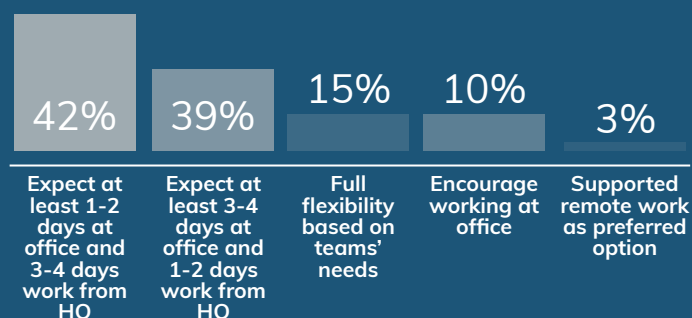 42%
39%
15%
10%
3%
Expect at
least 1-2
days at
office and
3-4 days
work from
HO
Expect at
least 3-4
days at
office and
1-2 days
work from
HO
Full
flexibility
based on
teams'
needs
Encourage
working at
office
Supported
remote work
as preferred
option